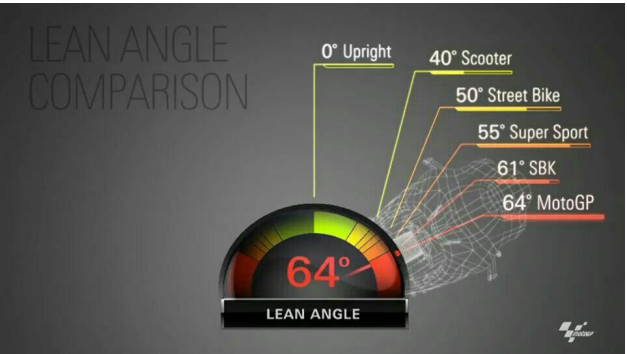 LEAN ANGLE
COMPARISON
0° Upright
40° Scooter
50° Street Bike
55° Super Sport
61° SBK
64° MotoGP
64°
LEAN ANGLE
motoGP